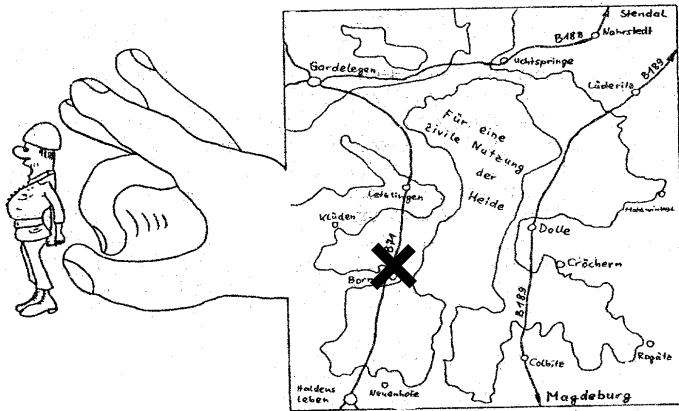 Stendal
B188
Nahrstedt
Uchtspringe
Gardelegen
B189
Lüderitz
Für eine
zivile Nutzung
der
Heide
Letzlingen
Klüden
B71
Dolle
Born
Cröchern
B189
Colbitz
Rogätz
Haldens
leben
Neuenhofe
Magdeburg